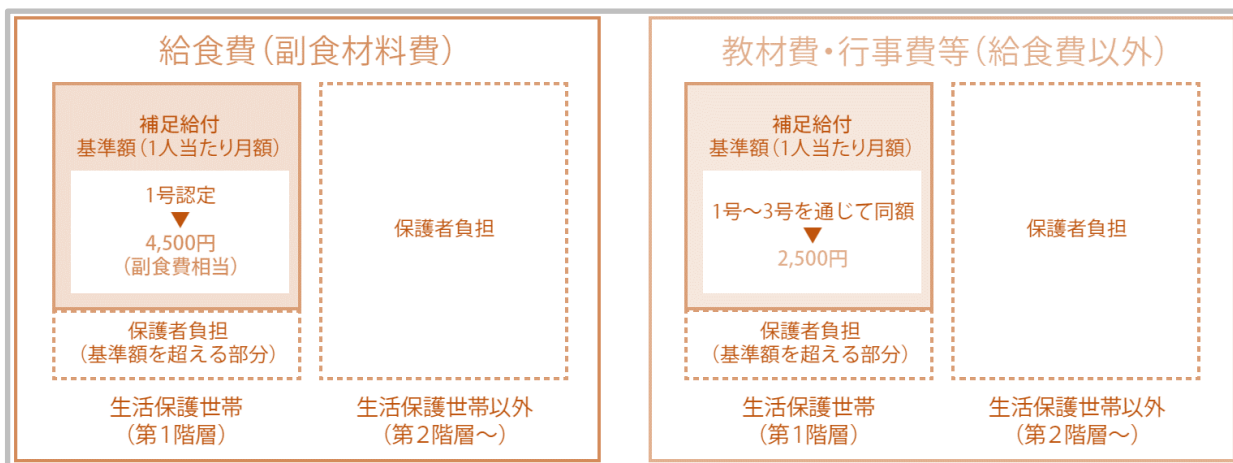 給食費（副食材料費）
補足給付
基準額（1人当たり月額）
1号認定
▼
4,500円
（副食費相当）
保護者負担
（基準額を超える部分）
生活保護世帯
（第1階層）
保護者負担
生活保護世帯以外
（第2階層～）
教材費・行事費等（給食費以外）
補足給付
基準額（1人当たり月額）
1号～3号を通じて同額
▼
2,500円
保護者負担
（基準額を超える部分）
生活保護世帯
（第1階層）
保護者負担
生活保護世帯以外
（第2階層～）